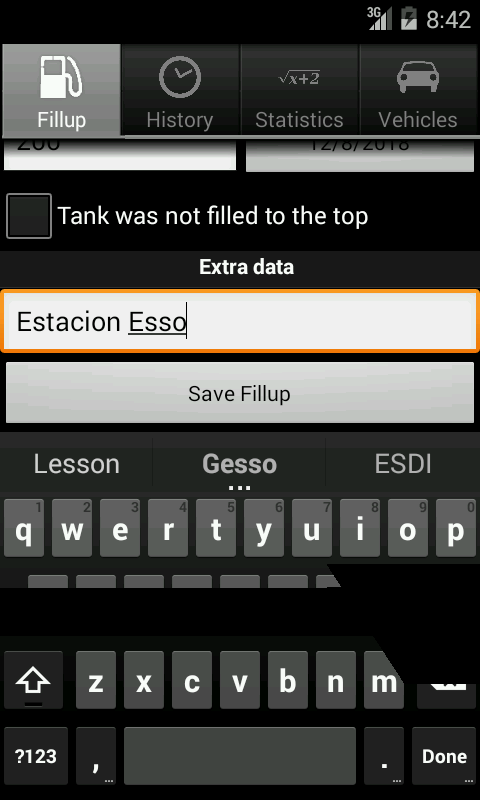 3G 8:42
Fillup History √x+2 Statistics Vehicles
200 12/8/2018
Tank was not filled to the top
Extra data
Estacion Esso
Save Fillup
Lesson Gesso ESDI
...
1 2 3 4 5 6 7 8 9 0
q w e r t y u i o p
z x c v b n m
?123 , ... . ... Done ...